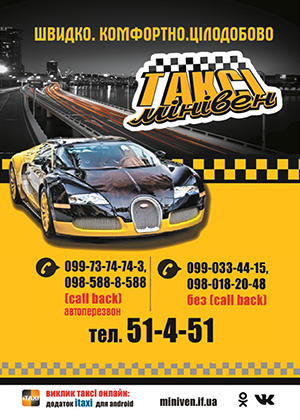 ШВИДКО. КОМФОРТНО.ЦІЛОДОБОВО
ТАКСІ
мінівен
099-73-74-74-3,
098-588-8-588
(call back)
автоперезвон
099-033-44-15,
098-018-20-48
без (call back)
тел. 51-4-51
iTAXI
виклик таксі онлайн:
додаток itaxi для android
miniven.if.ua